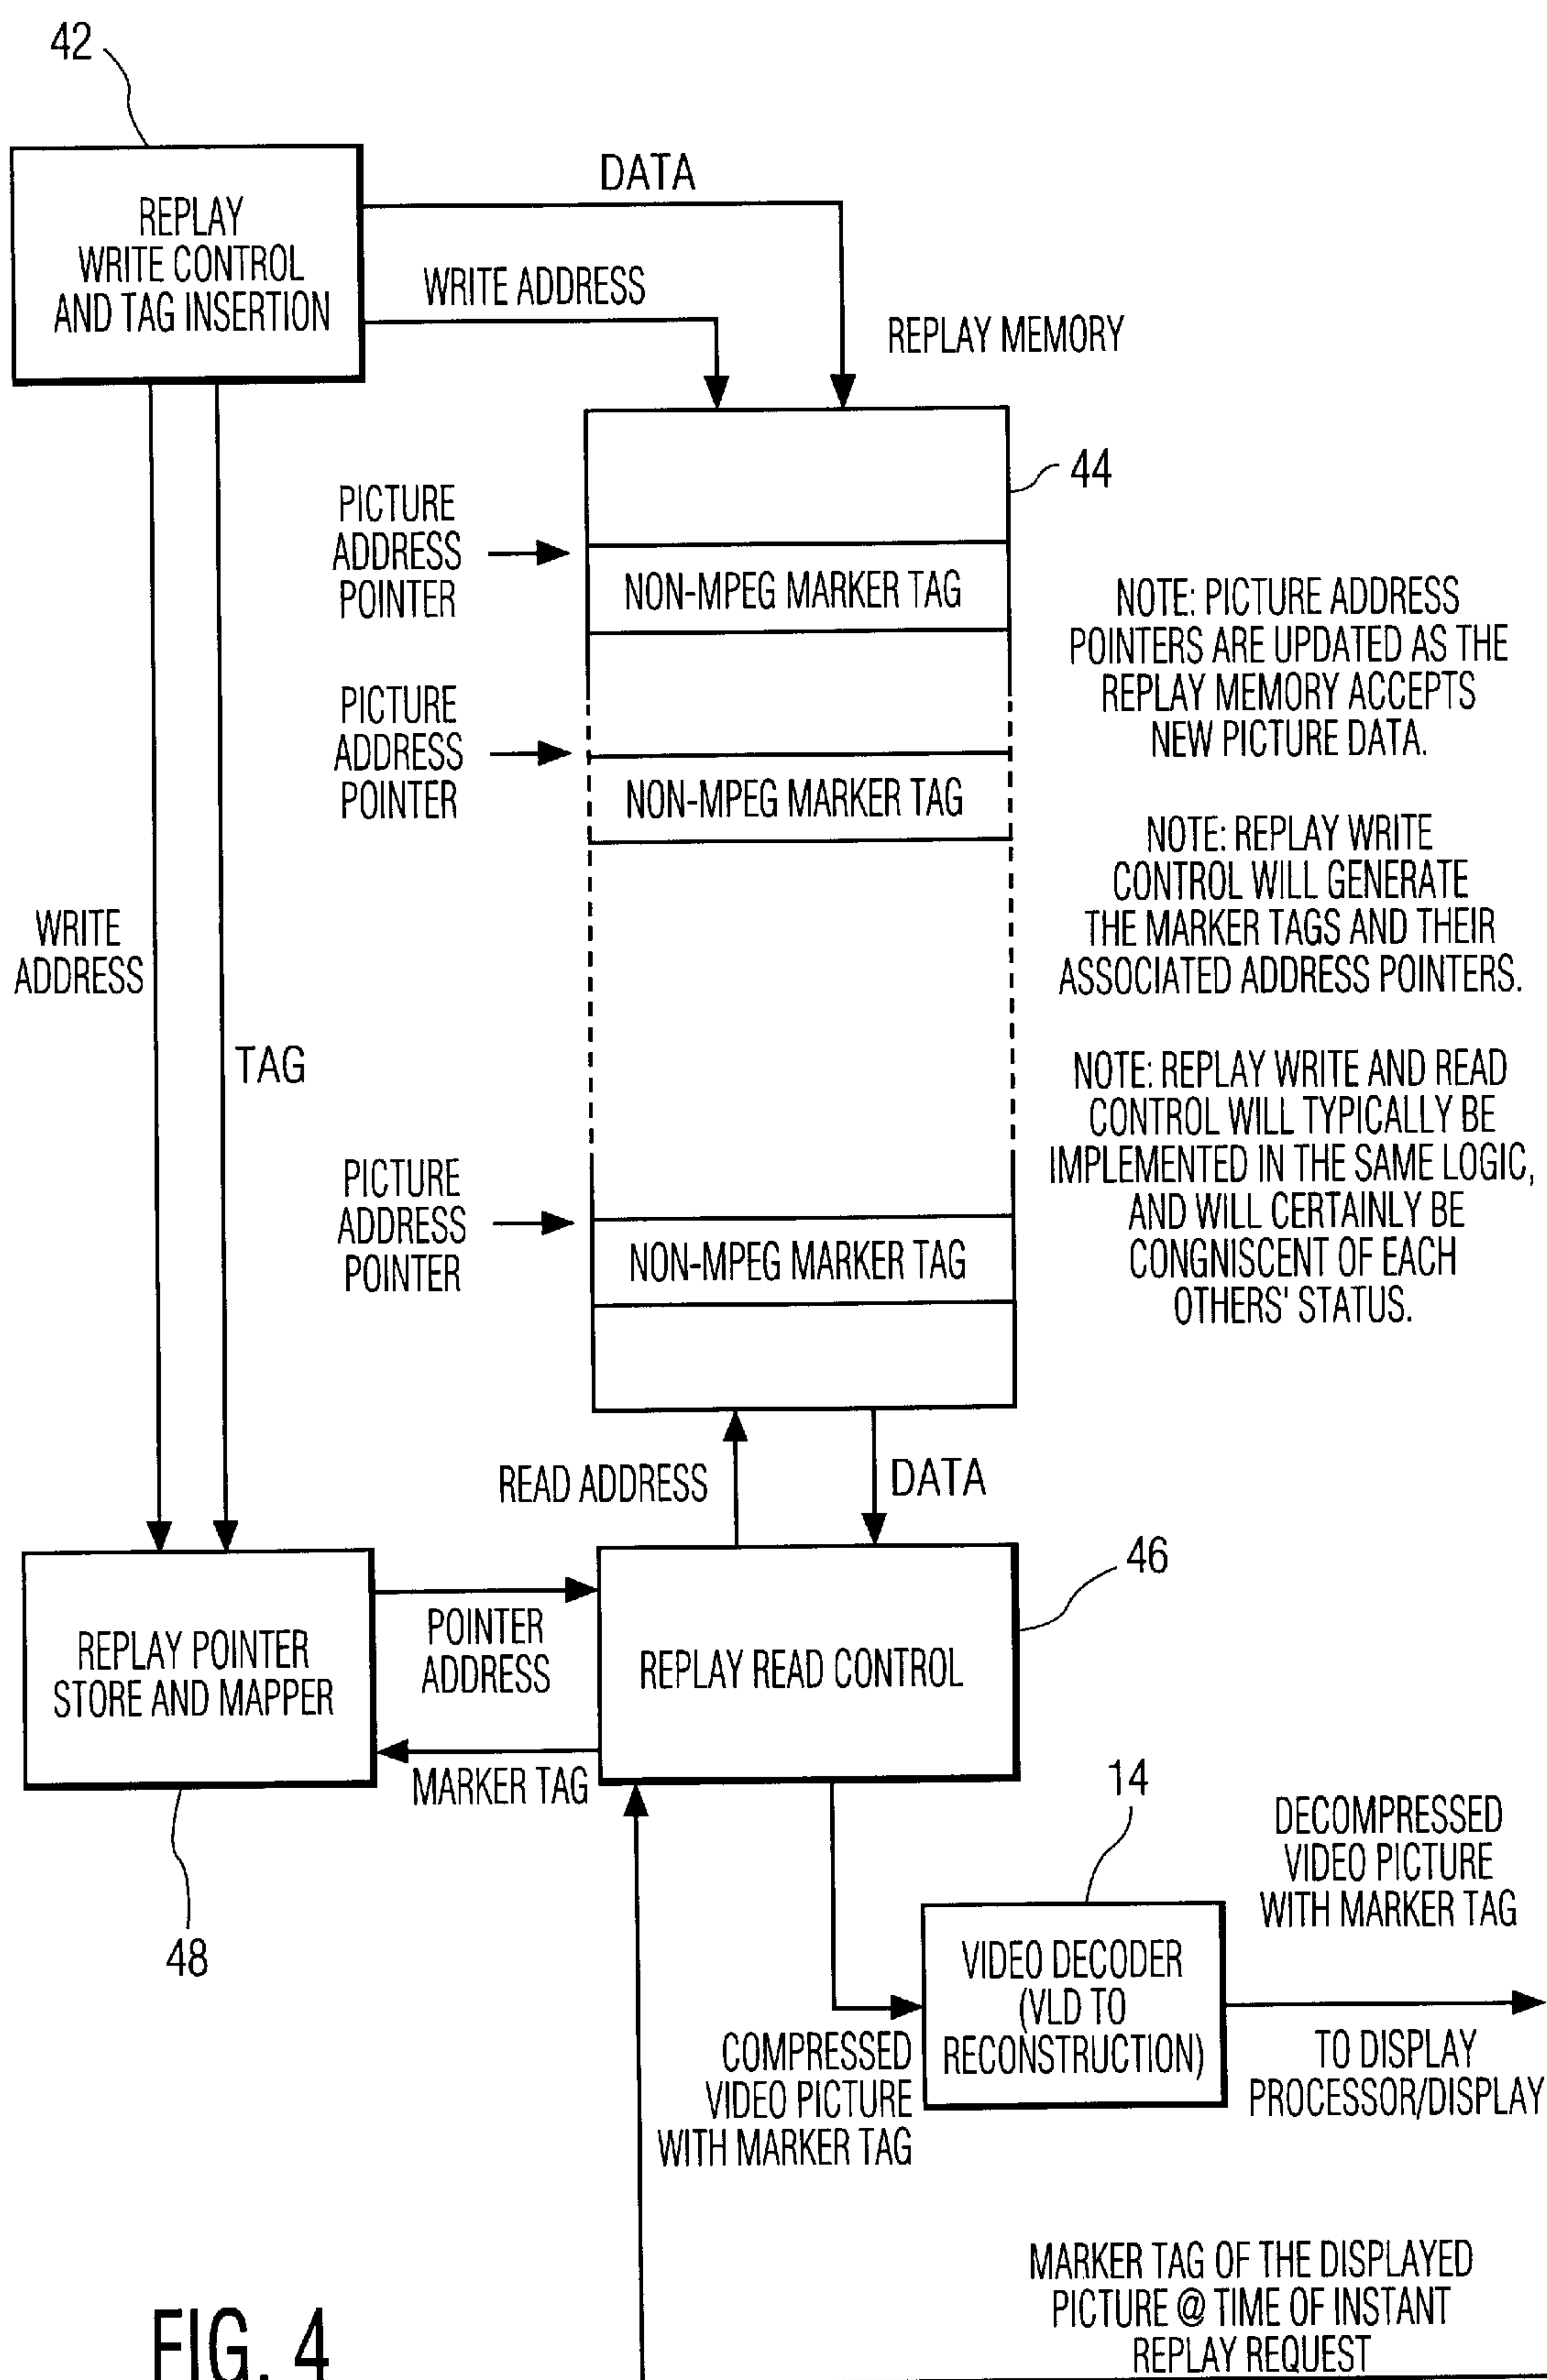 42
REPLAY
WRITE CONTROL
AND TAG INSERTION
DATA
WRITE ADDRESS
REPLAY MEMORY
44
PICTURE
ADDRESS
POINTER
NON-MPEG MARKER TAG
PICTURE
ADDRESS
POINTER
NON-MPEG MARKER TAG
NOTE: PICTURE ADDRESS
POINTERS ARE UPDATED AS THE
REPLAY MEMORY ACCEPTS
NEW PICTURE DATA.
NOTE: REPLAY WRITE
CONTROL WILL GENERATE
THE MARKER TAGS AND THEIR
ASSOCIATED ADDRESS POINTERS.
NOTE: REPLAY WRITE AND READ
CONTROL WILL TYPICALLY BE
IMPLEMENTED IN THE SAME LOGIC,
AND WILL CERTAINLY BE
CONGNISCENT OF EACH
OTHERS' STATUS.
WRITE
ADDRESS
TAG
PICTURE
ADDRESS
POINTER
NON-MPEG MARKER TAG
READ ADDRESS
DATA
46
REPLAY POINTER
STORE AND MAPPER
POINTER
ADDRESS
REPLAY READ CONTROL
MARKER TAG
48
14
VIDEO DECODER
(VLD TO
RECONSTRUCTION)
DECOMPRESSED
VIDEO PICTURE
WITH MARKER TAG
TO DISPLAY
PROCESSOR/DISPLAY
COMPRESSED
VIDEO PICTURE
WITH MARKER TAG
MARKER TAG OF THE DISPLAYED
PICTURE @ TIME OF INSTANT
REPLAY REQUEST
FIG. 4